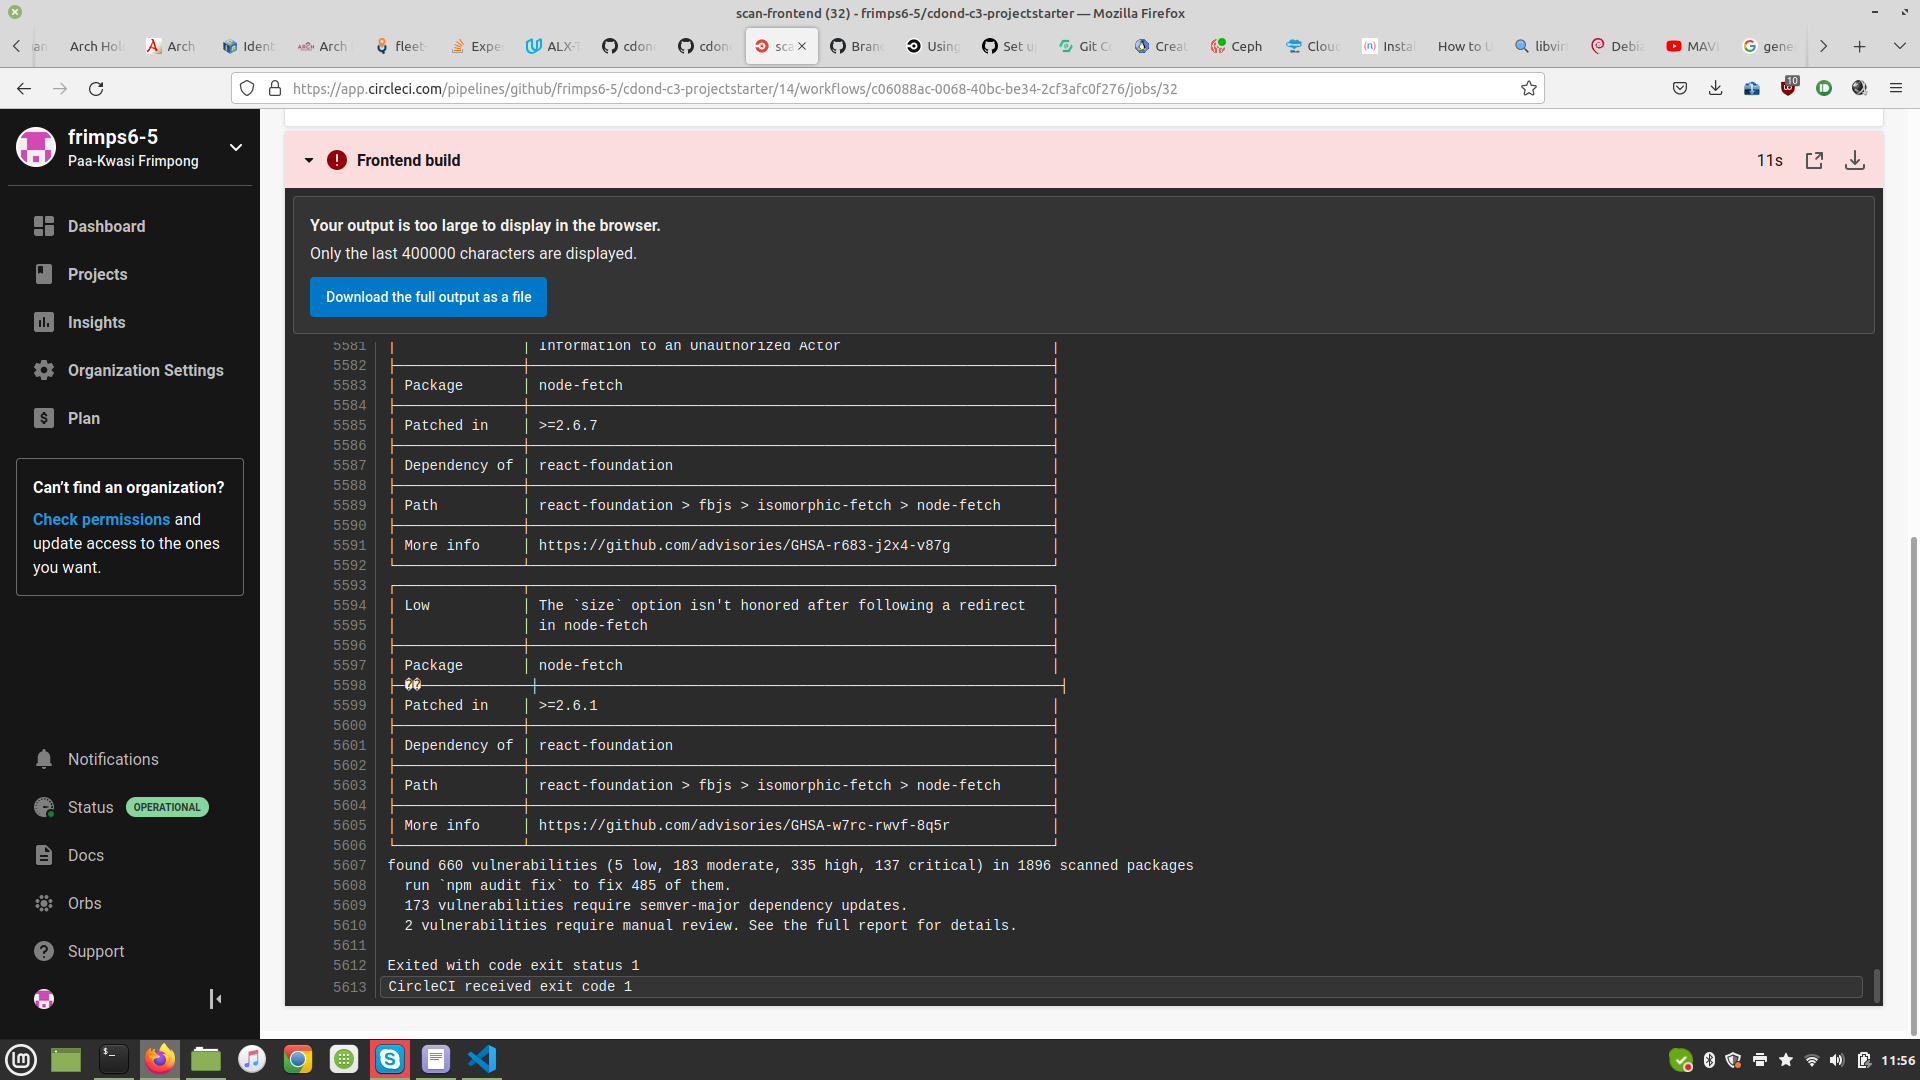 scan-frontend (32) - frimps6-5/cdond-c3-projectstarter — Mozilla Firefox
Arch
Ident
Arch
fleet-
Expe
ALX-T
cdon
cdon
sca
Bran
Using
Set u
Git C
Creat
Ceph
Clou
Instal
How to U
libvir
Debia
MAVL
gene
https://app.circleci.com/pipelines/github/frimps6-5/cdond-c3-projectstarter/14/workflows/c06088ac-0068-40bc-be34-2cf3afc0f276/jobs/32
10
frimps6-5
Paa-Kwasi Frimpong
Dashboard
Projects
Insights
Organization Settings
Plan
Can't find an organization?
Check permissions and
update access to the ones
you want.
Notifications
Status OPERATIONAL
Docs
Orbs
Support
Frontend build
11s
Your output is too large to display in the browser.
Only the last 400000 characters are displayed.
Download the full output as a file
5581 │ │ Information to an Unauthorized Actor │
5582
5583 │ Package │ node-fetch │
5584
5585 │ Patched in │ >=2.6.7 │
5586
5587 │ Dependency of │ react-foundation │
5588
5589 │ Path │ react-foundation > fbjs > isomorphic-fetch > node-fetch │
5590
5591 │ More info │ https://github.com/advisories/GHSA-r683-j2x4-v87g │
5592
5593
5594 │ Low │ The `size` option isn't honored after following a redirect │
5595 │ │ in node-fetch │
5596
5597 │ Package │ node-fetch │
5598 ├─��
5599 │ Patched in │ >=2.6.1 │
5600
5601 │ Dependency of │ react-foundation │
5602
5603 │ Path │ react-foundation > fbjs > isomorphic-fetch > node-fetch │
5604
5605 │ More info │ https://github.com/advisories/GHSA-w7rc-rwvf-8q5r │
5606
5607 found 660 vulnerabilities (5 low, 183 moderate, 335 high, 137 critical) in 1896 scanned packages
5608 run `npm audit fix` to fix 485 of them.
5609 173 vulnerabilities require semver-major dependency updates.
5610 2 vulnerabilities require manual review. See the full report for details.
5611
5612 Exited with code exit status 1
5613 CircleCI received exit code 1
11:56